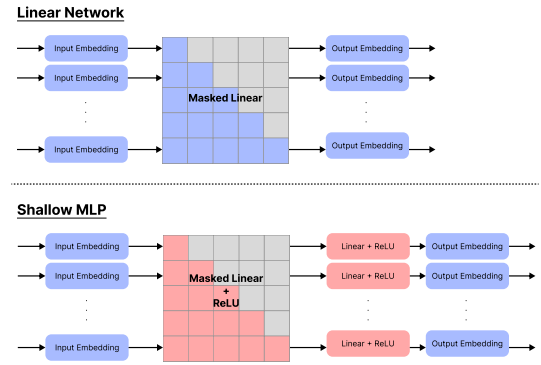 Linear Network
Input Embedding
Output Embedding
Input Embedding
Output Embedding
Masked Linear
Input Embedding
Output Embedding
Shallow MLP
Input Embedding
Linear + ReLU
Output Embedding
Input Embedding
Linear + ReLU
Output Embedding
Masked Linear
+
ReLU
Input Embedding
Linear + ReLU
Output Embedding